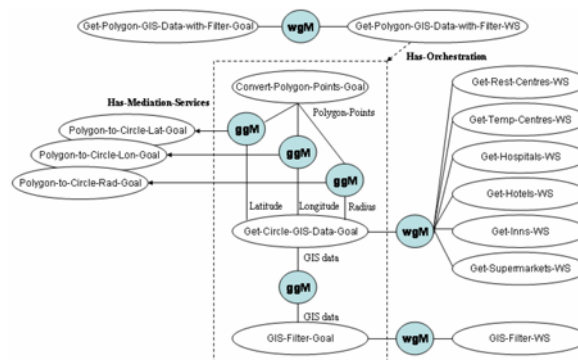 Get-Polygon-GIS-Data-with-Filter-Goal
wgM
Get-Polygon-GIS-Data-with-Filter-WS
Has-Orchestration
Has-Mediation-Services
Convert-Polygon-Points-Goal
Polygon-Points
Get-Rest-Centres-WS
Polygon-to-Circle-Lat-Goal
ggM
Get-Temp-Centres-WS
Polygon-to-Circle-Lon-Goal
ggM
Get-Hospitals-WS
Polygon-to-Circle-Rad-Goal
ggM
Get-Hotels-WS
Latitude
Longitude
Radius
Get-Circle-GIS-Data-Goal
wgM
Get-Inns-WS
GIS data
Get-Supermarkets-WS
ggM
GIS data
GIS-Filter-Goal
wgM
GIS-Filter-WS